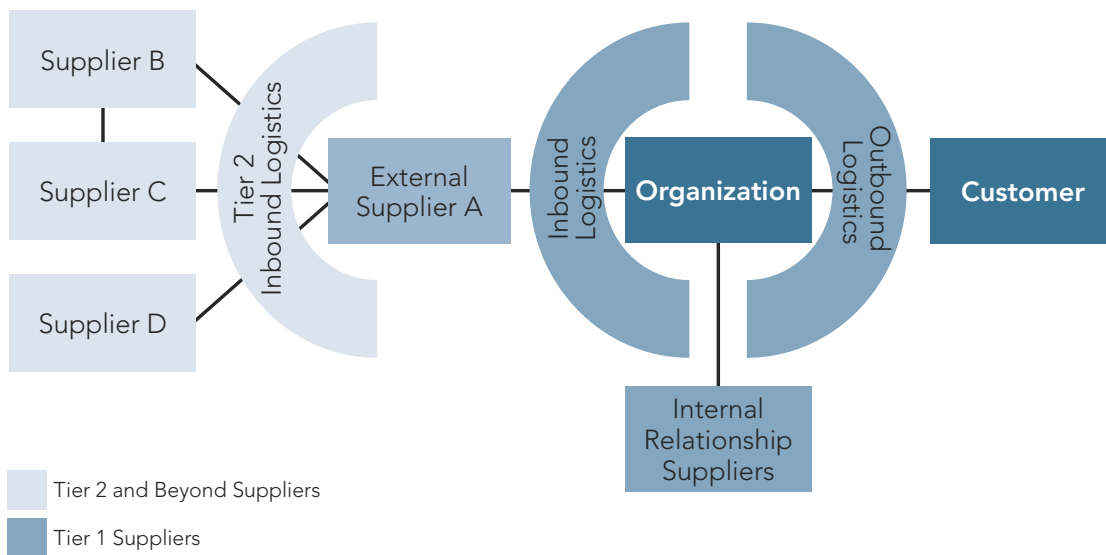 Supplier B
Supplier C
Supplier D
Tier 2
Inbound Logistics
External
Supplier A
Inbound
Logistics
Organization
Outbound
Logistics
Customer
Internal
Relationship
Suppliers
Tier 2 and Beyond Suppliers
Tier 1 Suppliers